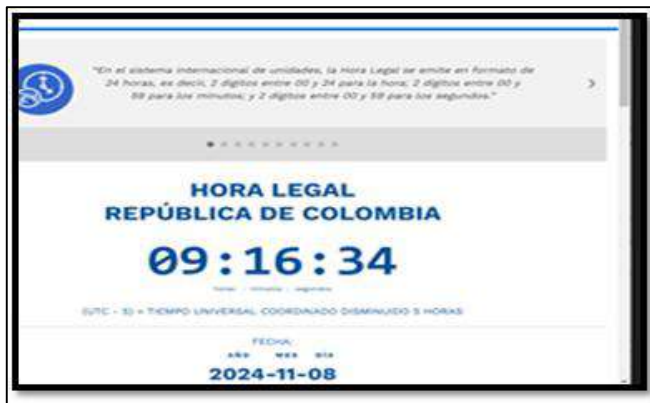 "En el sistema internacional de unidades, la Hora Legal se emite en formato de
24 horas, es decir, 2 dígitos entre 00 y 24 para la hora; 2 dígitos entre 00 y
59 para los minutos; y 2 dígitos entre 00 y 59 para los segundos."
HORA LEGAL
REPÚBLICA DE COLOMBIA
09:16:34
horas - minutos - segundos
(UTC - 5) = TIEMPO UNIVERSAL COORDINADO DISMINUIDO 5 HORAS
FECHA:
AÑO MES DIA
2024-11-08